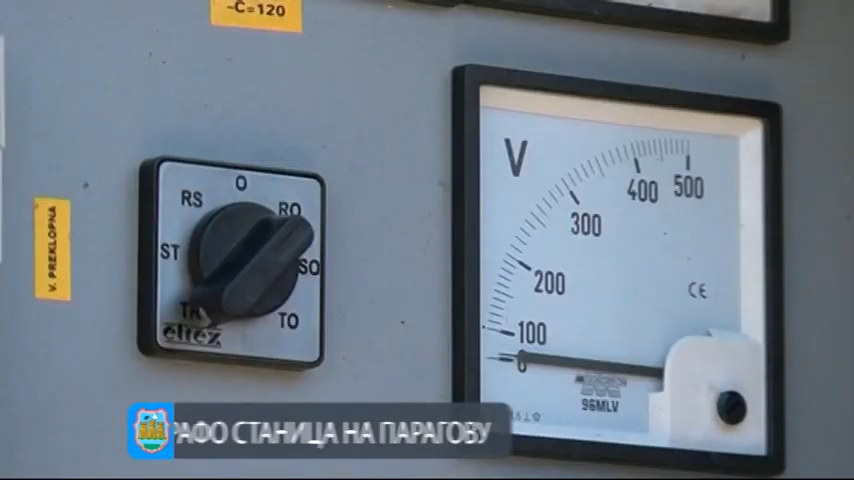 -C=120
V. PREKLOPNA
O
RS
RO
ST
SO
TR
TO
eltex
V
500
400
300
200
100
0
CE
96MLV
РАФО СТАНИЦА НА ПАРАГОВУ